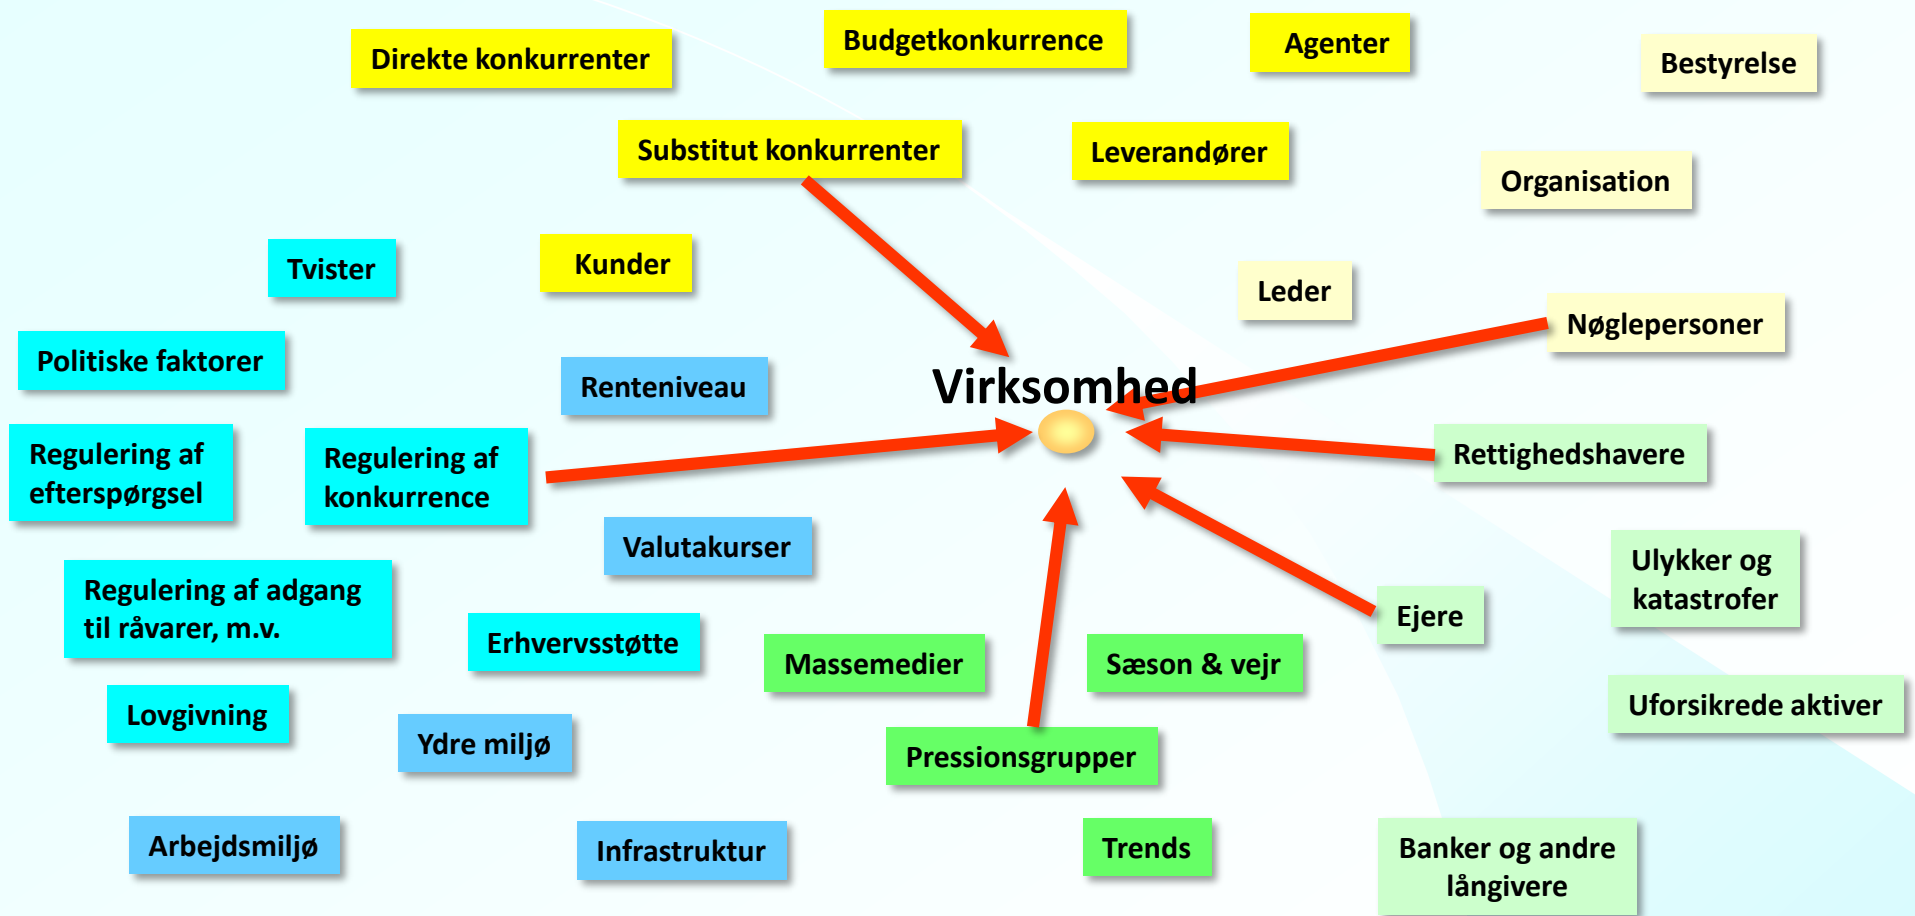 Direkte konkurrenter
Budgetkonkurrence
Agenter
Bestyrelse
Substitut konkurrenter
Leverandører
Organisation
Tvister
Kunder
Leder
Nøglepersoner
Politiske faktorer
Renteniveau
Virksomhed
Regulering af
efterspørgsel
Regulering af
konkurrence
Rettighedshavere
Valutakurser
Ulykker og
katastrofer
Regulering af adgang
til råvarer, m.v.
Erhvervsstøtte
Ejere
Massemedier
Sæson & vejr
Lovgivning
Uforsikrede aktiver
Ydre miljø
Pressionsgrupper
Arbejdsmiljø
Infrastruktur
Trends
Banker og andre
långivere